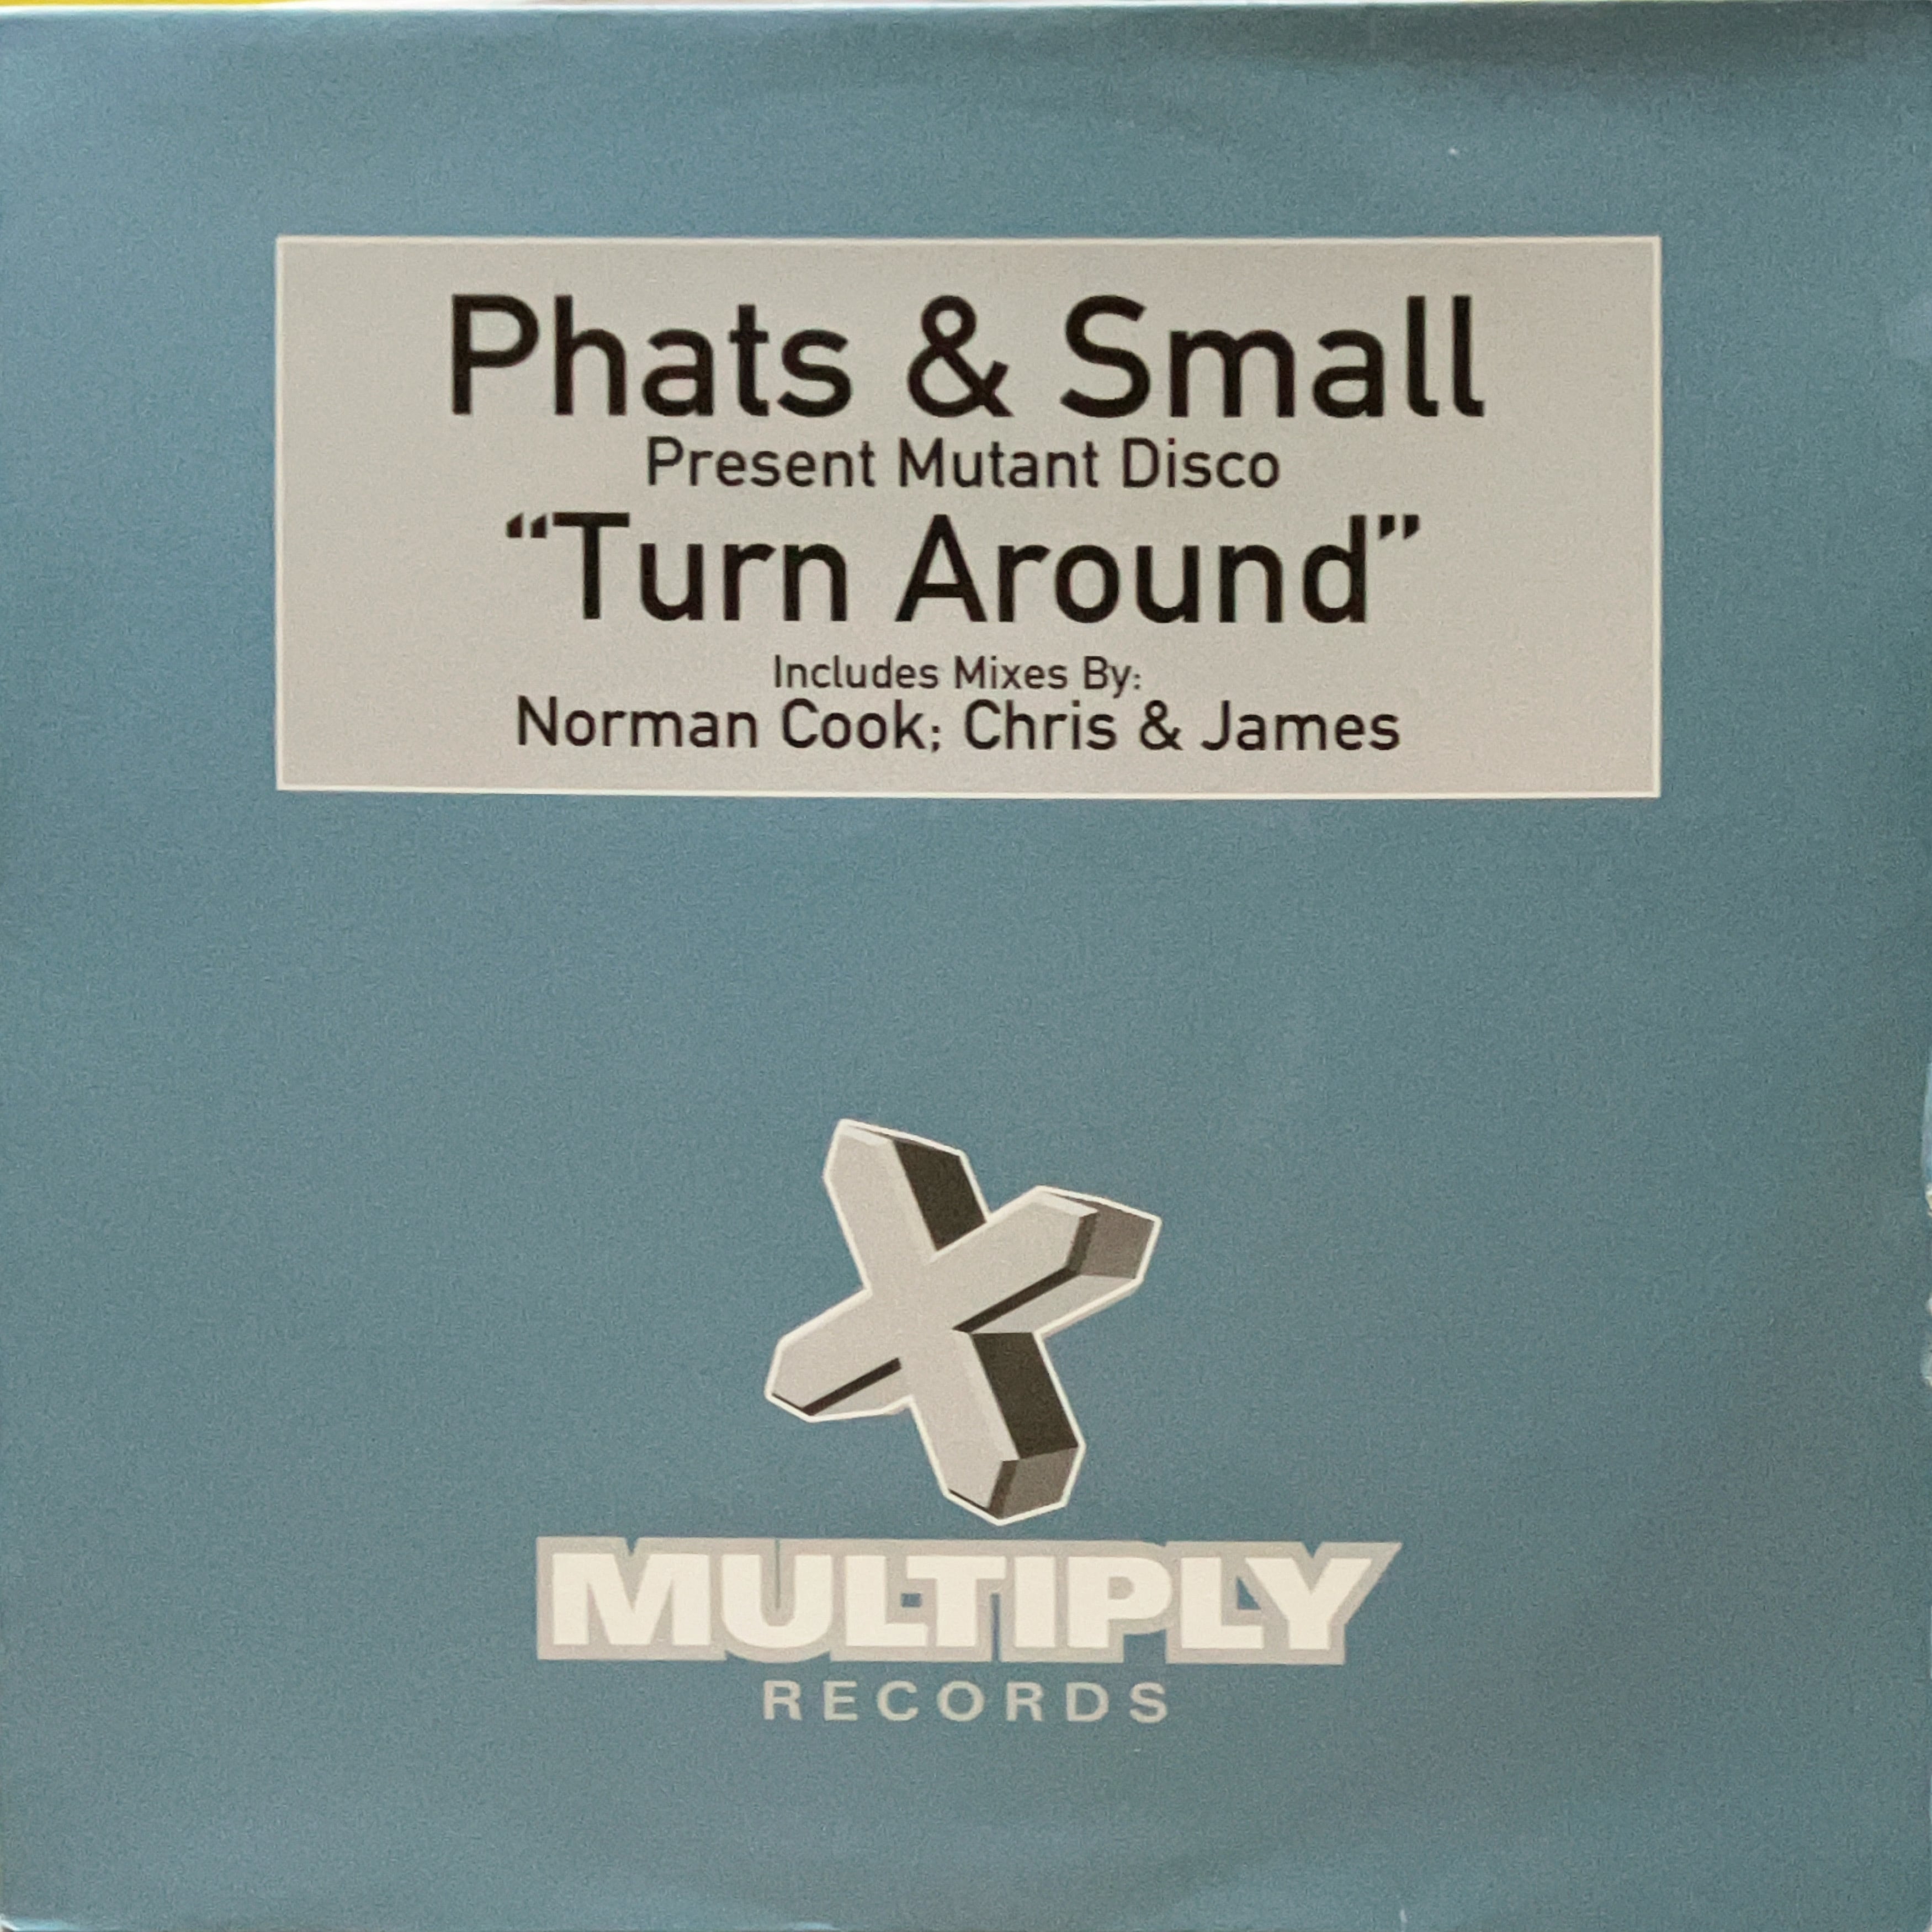 Phats & Small
Present Mutant Disco
“Turn Around”
Includes Mixes By:
Norman Cook; Chris & James
MULTIPLY
RECORDS